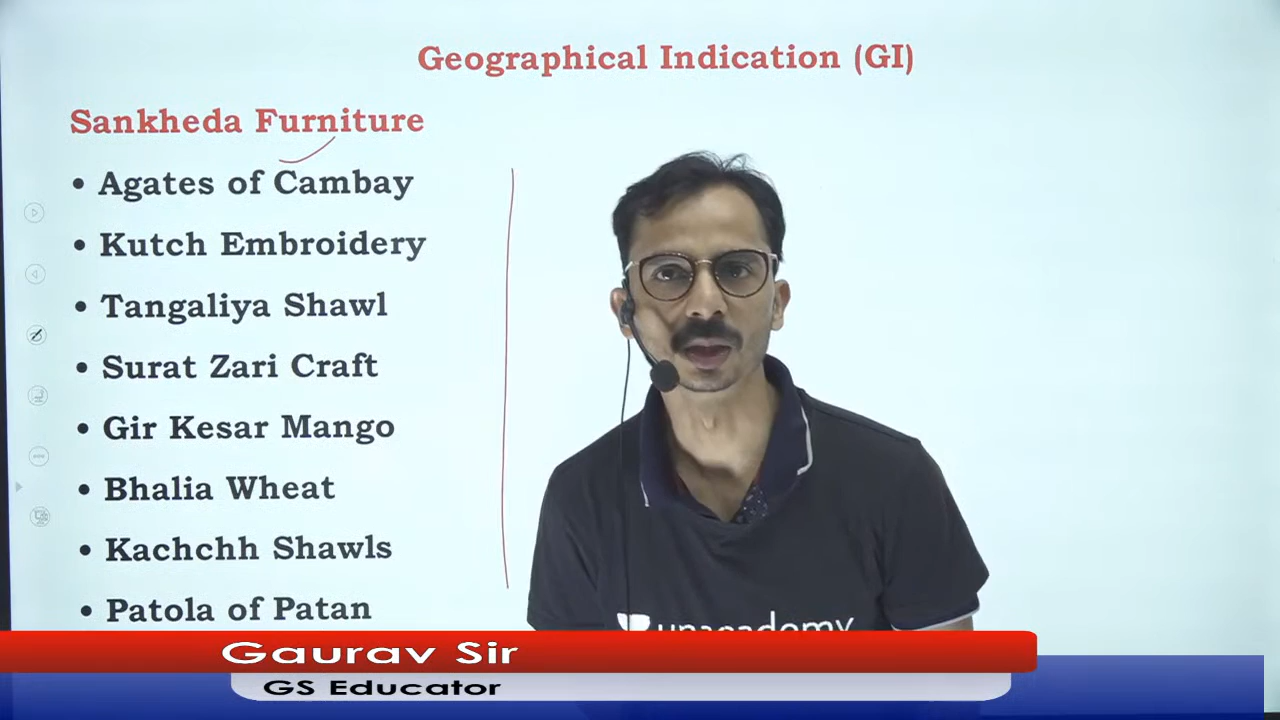 Geographical Indication (GI)
Sankheda Furniture
• Agates of Cambay
• Kutch Embroidery
• Tangaliya Shawl
• Surat Zari Craft
• Gir Kesar Mango
• Bhalia Wheat
• Kachchh Shawls
• Patola of Patan
unacademy
Gaurav Sir
GS Educator